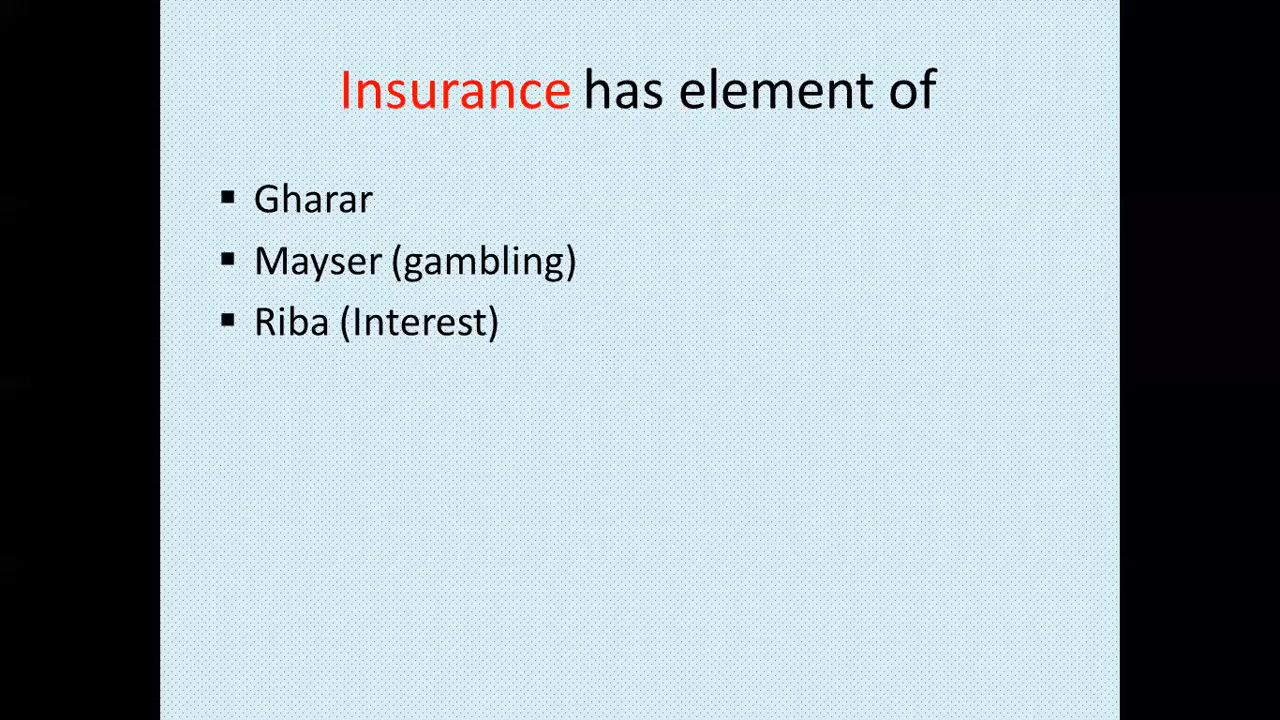 Insurance has element of
▪ Gharar
▪ Mayser (gambling)
▪ Riba (Interest)